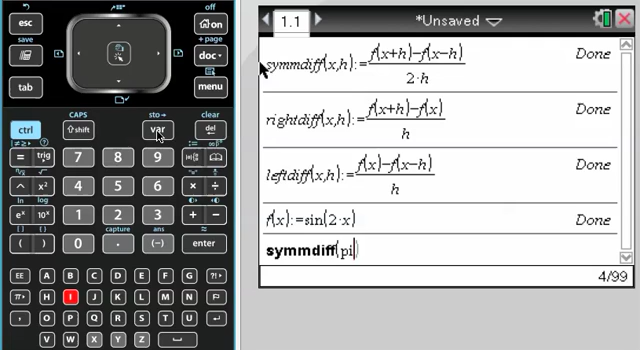 off
esc
on
save
+ page
doc
tab
menu
CAPS
sto→
clear
ctrl
⇧shift
var
del
= trig 7 8 9
^ x² 4 5 6 × ÷
ln log
eˣ 10ˣ 1 2 3 + −
capture ans
( ) 0 . (−) enter
EE A B C D E F G ?!▸
π▸ H I J K L M N
, O P Q R S T U ↵
V W X Y Z
1.1 *Unsaved
symmdiff(x,h):=f(x+h)−f(x−h)/2·h Done
rightdiff(x,h):=f(x+h)−f(x)/h Done
leftdiff(x,h):=f(x)−f(x−h)/h Done
f(x):=sin(2·x) Done
symmdiff(pi)
4/99